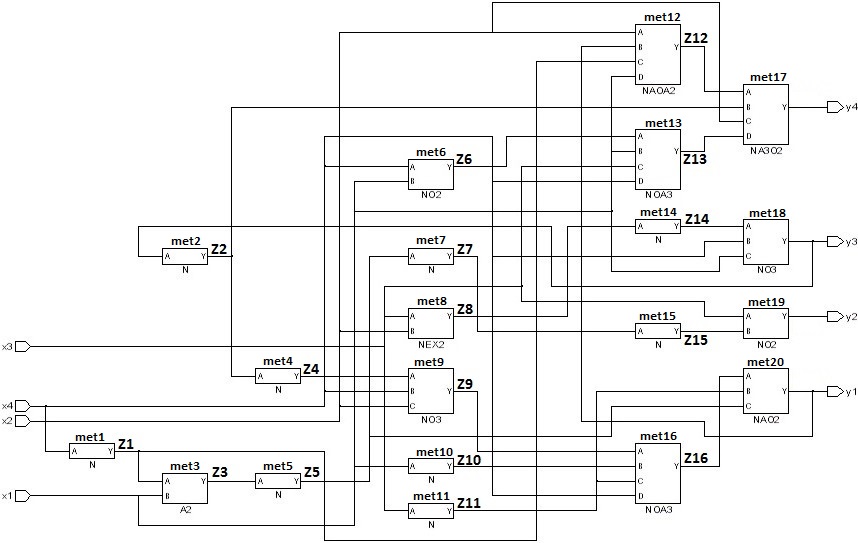 met12
A Z12
B Y
C
D
NAOA2
met17
A
B Y y4
C
D
NA3O2
met13
A
B Y
C Z13
D
NOA3
met6
A Y Z6
B
NO2
met14
A Y Z14
N
met18
A
B Y y3
C
NO3
met2
A Y Z2
N
met7
A Y Z7
N
met8
A Y Z8
B
NEX2
met15
A Y Z15
N
met19
A Y y2
B
NO2
x3
met4
A Y Z4
N
met9
A Z9
B Y
C
NO3
met20
A
B Y y1
C
NAO2
x4
x2
met1
A Y Z1
N
met16
A
B Y Z16
C
D
NOA3
met3
A Y Z3
B
A2
met5
A Y Z5
N
met10
A Y Z10
N
x1
met11
A Y Z11
N